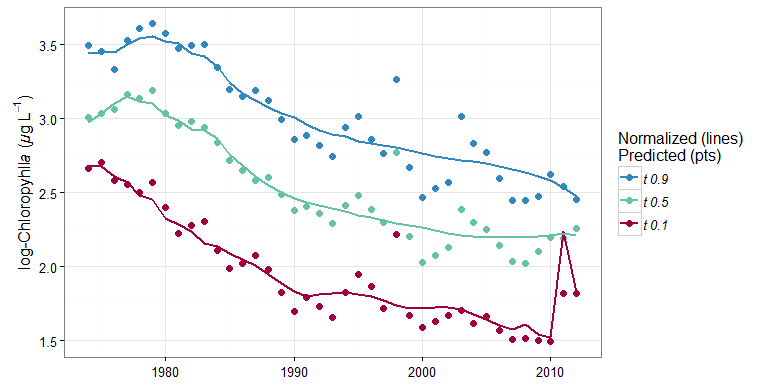 log-Chloropyhlla (µg L⁻¹)
3.5
3.0
2.5
2.0
1.5
1980
1990
2000
2010
Normalized (lines)
Predicted (pts)
t 0.9
t 0.5
t 0.1